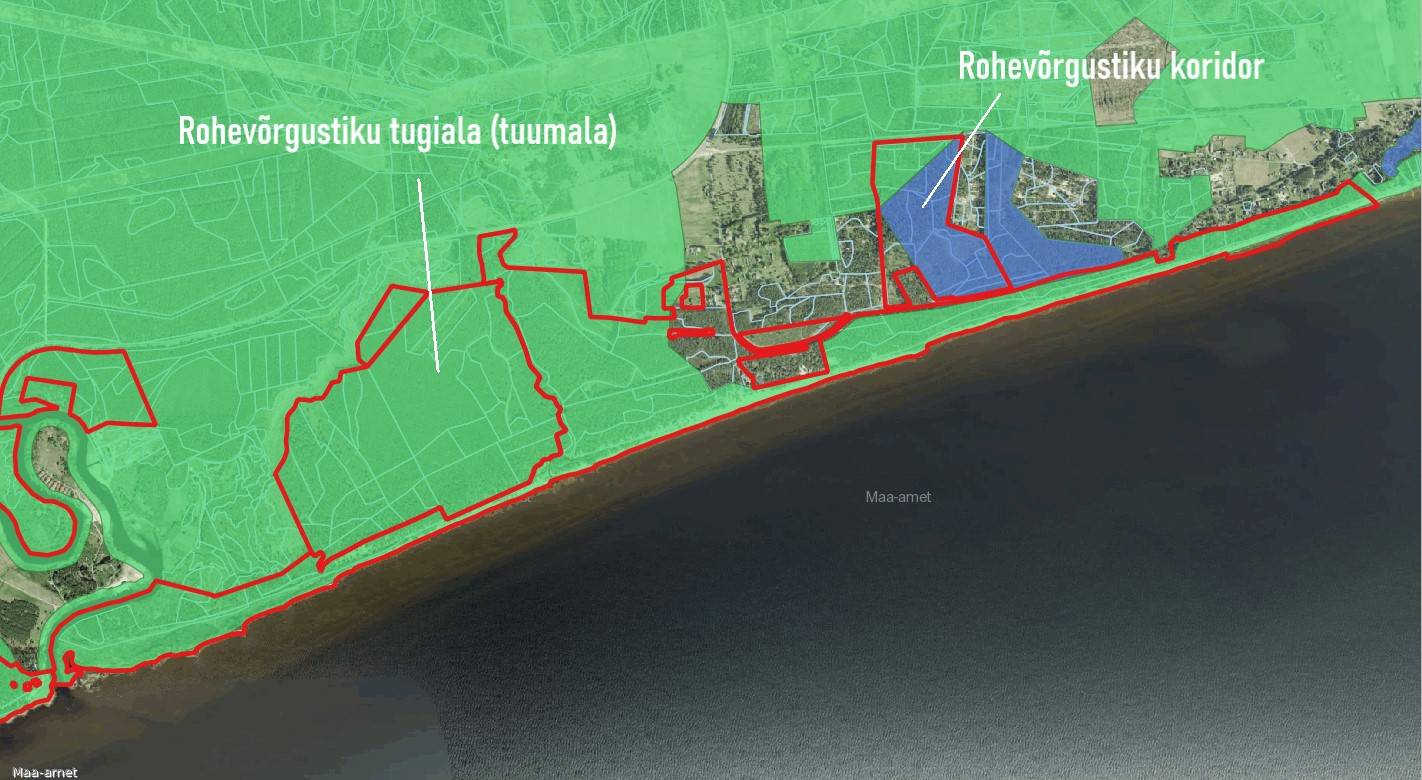 Rohevõrgustiku koridor
Rohevõrgustiku tugiala (tuumala)
Maa-amet
Maa-amet